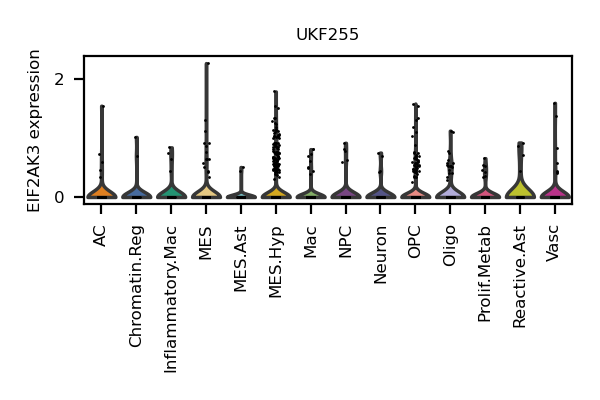 UKF255
EIF2AK3 expression
2
0
AC
Chromatin.Reg
Inflammatory.Mac
MES
MES.Ast
MES.Hyp
Mac
NPC
Neuron
OPC
Oligo
Prolif.Metab
Reactive.Ast
Vasc